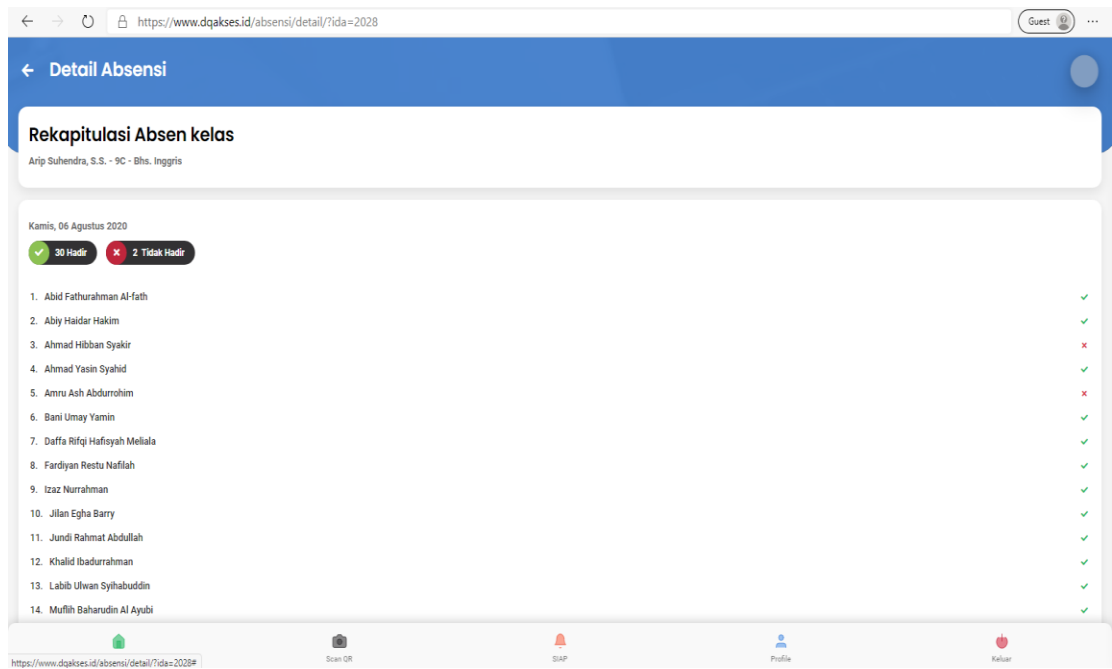 https://www.dqakses.id/absensi/detail/?ida=2028
Guest
Detail Absensi
Rekapitulasi Absen kelas
Arip Suhendra, S.S. - 9C - Bhs. Inggris
Kamis, 06 Agustus 2020
30 Hadir 2 Tidak Hadir
1. Abid Fathurahman Al-fath
2. Abiy Haidar Hakim
3. Ahmad Hibban Syakir
4. Ahmad Yasin Syahid
5. Amru Ash Abdurrohim
6. Bani Umay Yamin
7. Daffa Rifqi Hafisyah Meliala
8. Fardiyan Restu Nafilah
9. Izaz Nurrahman
10. Jilan Egha Barry
11. Jundi Rahmat Abdullah
12. Khalid Ibadurrahman
13. Labib Ulwan Syihabuddin
14. Muflih Baharudin Al Ayubi
Scan QR SIAP Profile Keluar
https://www.dqakses.id/absensi/detail/?ida=2028#